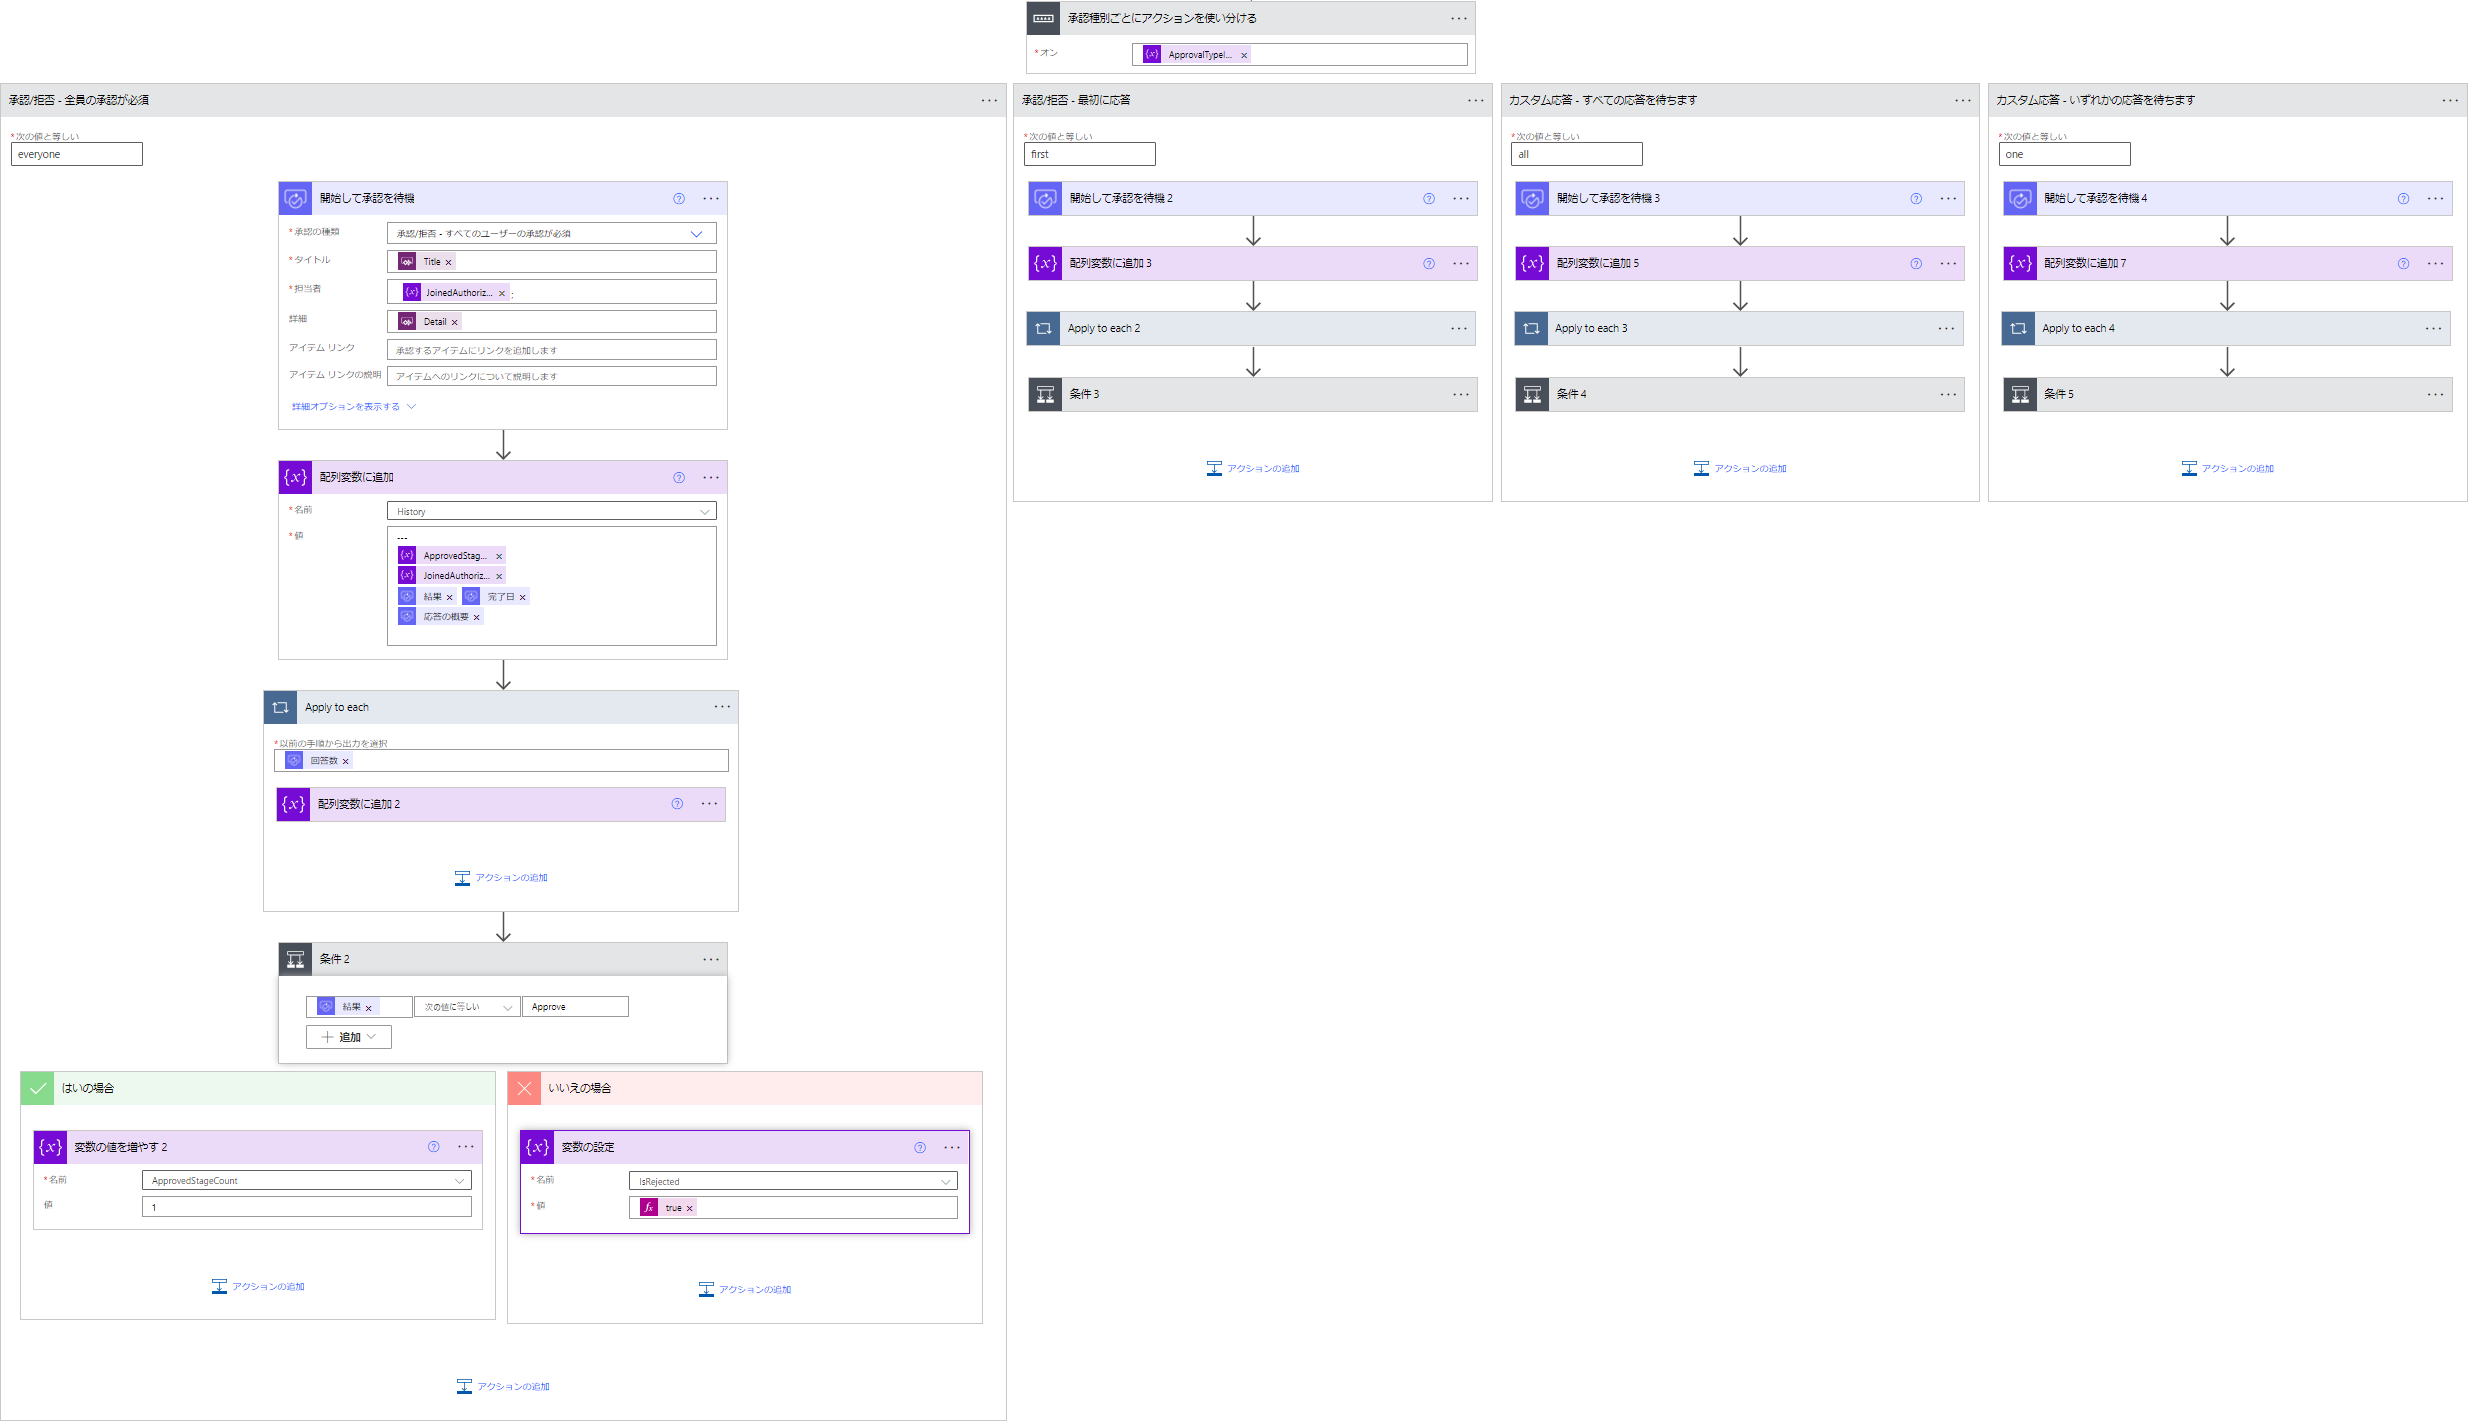 承認種別ごとにアクションを使い分ける
*オン
ApprovalTypeI...
承認/拒否 - 全員の承認が必須
*次の値と等しい
everyone
開始して承認を待機
*承認の種類
承認/拒否 - すべてのユーザーの承認が必須
*タイトル
Title
*担当者
JoinedAuthoriz... ;
詳細
Detail
アイテム リンク
承認するアイテムにリンクを追加します
アイテム リンクの説明
アイテムへのリンクについて説明します
詳細オプションを表示する
配列変数に追加
*名前
History
*値
---
ApprovedStag...
JoinedAuthoriz...
結果 完了日
応答の概要
Apply to each
*以前の手順から出力を選択
回答数
配列変数に追加 2
アクションの追加
条件 2
結果 次の値に等しい Approve
追加
はいの場合
変数の値を増やす 2
*名前
ApprovedStageCount
値
1
アクションの追加
いいえの場合
変数の設定
*名前
IsRejected
*値
true
アクションの追加
アクションの追加
承認/拒否 - 最初に応答
*次の値と等しい
first
開始して承認を待機 2
配列変数に追加 3
Apply to each 2
条件 3
アクションの追加
カスタム応答 - すべての応答を待ちます
*次の値と等しい
all
開始して承認を待機 3
配列変数に追加 5
Apply to each 3
条件 4
アクションの追加
カスタム応答 - いずれかの応答を待ちます
*次の値と等しい
one
開始して承認を待機 4
配列変数に追加 7
Apply to each 4
条件 5
アクションの追加